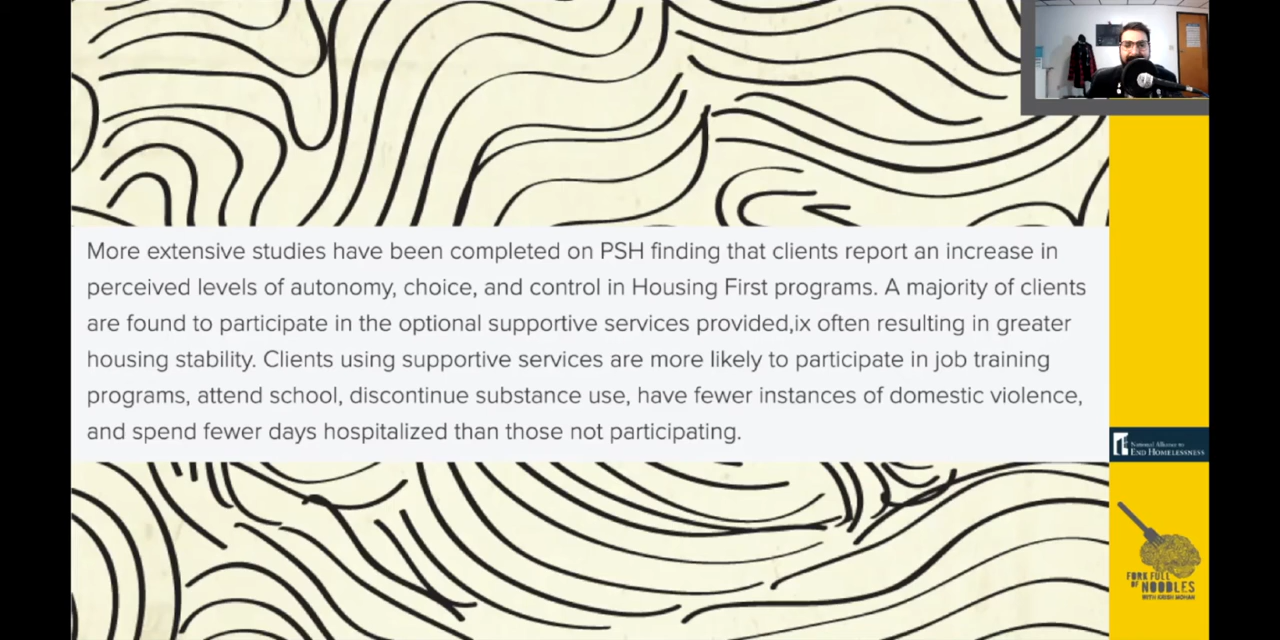 More extensive studies have been completed on PSH finding that clients report an increase in
perceived levels of autonomy, choice, and control in Housing First programs. A majority of clients
are found to participate in the optional supportive services provided,ix often resulting in greater
housing stability. Clients using supportive services are more likely to participate in job training
programs, attend school, discontinue substance use, have fewer instances of domestic violence,
and spend fewer days hospitalized than those not participating.
National Alliance to
END HOMELESSNESS
FORK FULL
OF NOODLES
WITH KRISH MOHAN